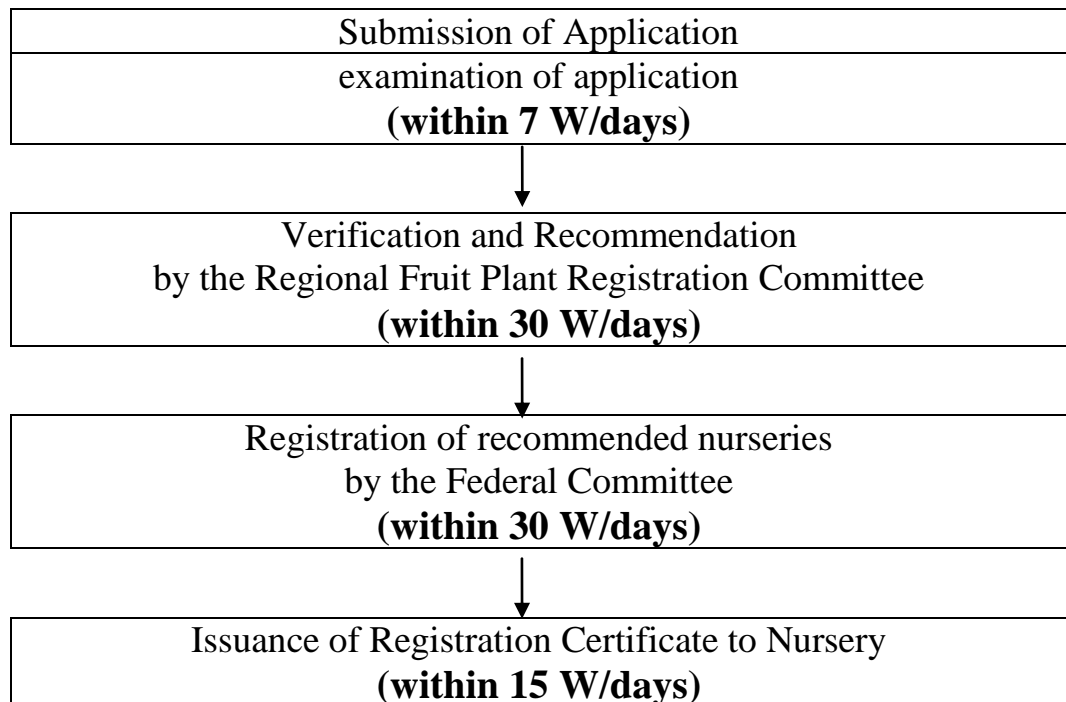 Submission of Application
examination of application
(within 7 W/days)
Verification and Recommendation
by the Regional Fruit Plant Registration Committee
(within 30 W/days)
Registration of recommended nurseries
by the Federal Committee
(within 30 W/days)
Issuance of Registration Certificate to Nursery
(within 15 W/days)